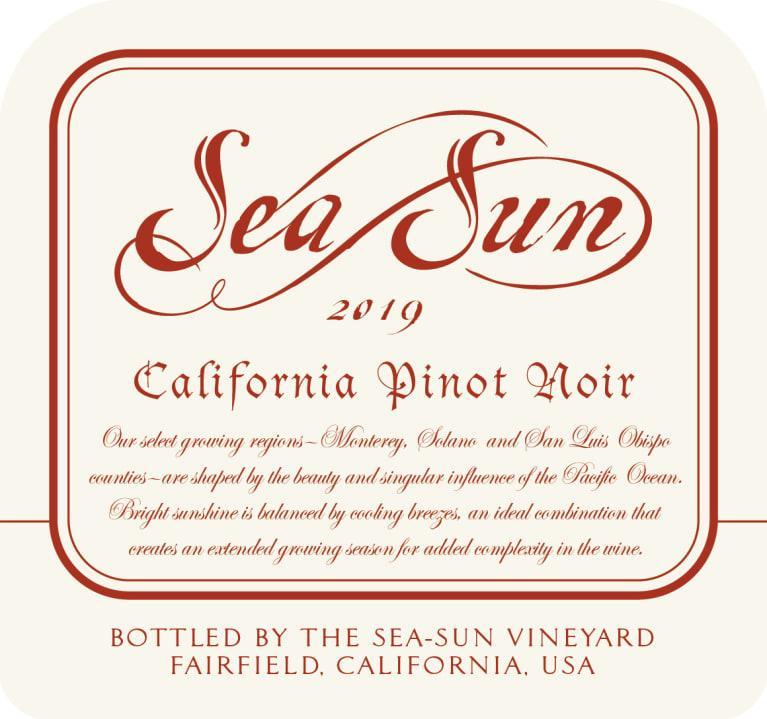 Sea Sun
2019
California Pinot Noir
Our select growing regions–Monterey, Solano and San Luis Obispo
counties–are shaped by the beauty and singular influence of the Pacific Ocean.
Bright sunshine is balanced by cooling breezes, an ideal combination that
creates an extended growing season for added complexity in the wine.
BOTTLED BY THE SEA-SUN VINEYARD
FAIRFIELD, CALIFORNIA, USA